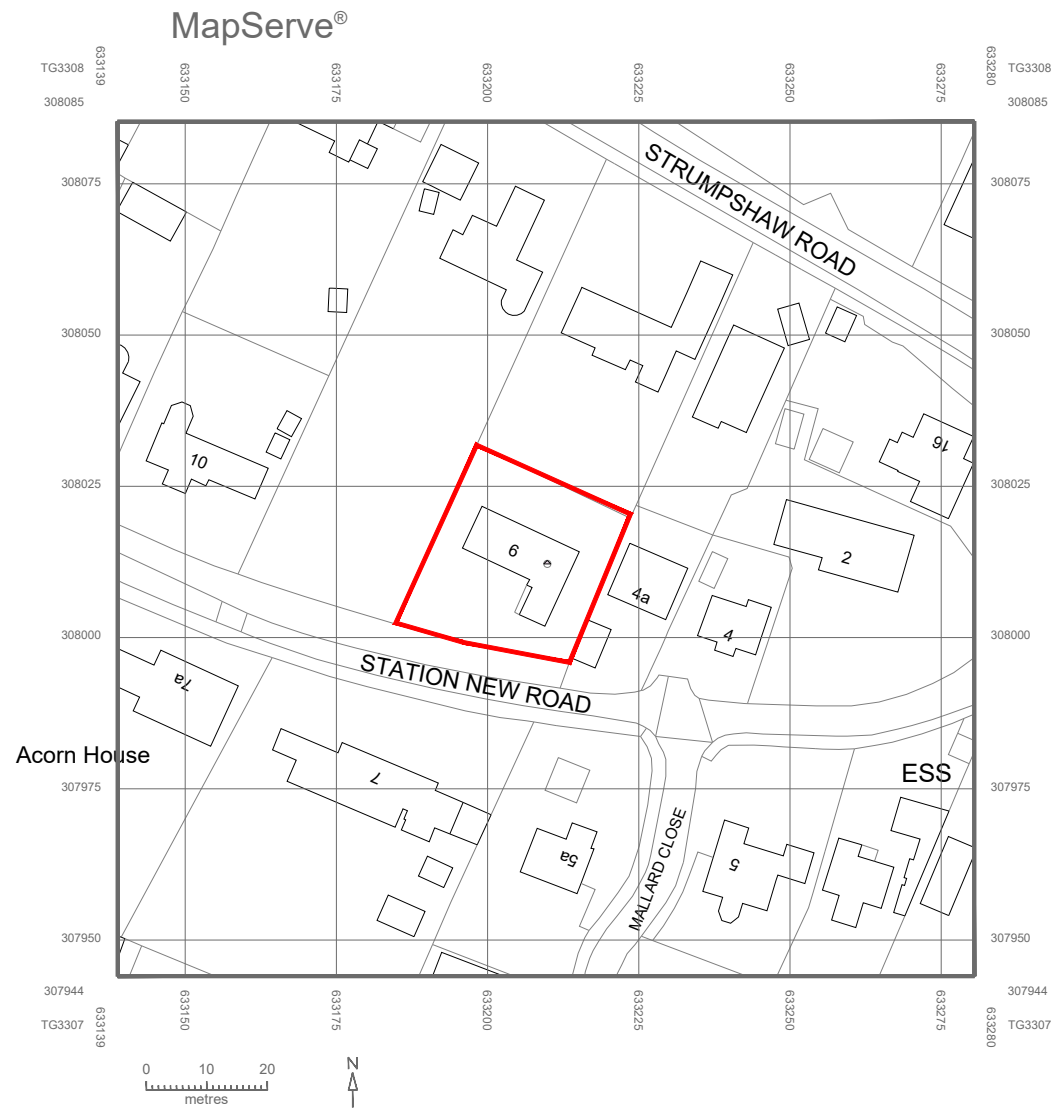 MapServe®
TG3308
633139
633150
633175
633200
633225
633250
633275
633280
TG3308
308085
308085
STRUMPSHAW ROAD
308075
308075
308050
308050
10
16
308025
308025
6
e
2
4a
4
308000
308000
STATION NEW ROAD
7a
Acorn House
7
ESS
307975
307975
MALLARD CLOSE
5a
5
307950
307950
307944
307944
TG3307
633139
633150
633175
633200
633225
633250
633275
633280
TG3307
0 10 20
metres
N